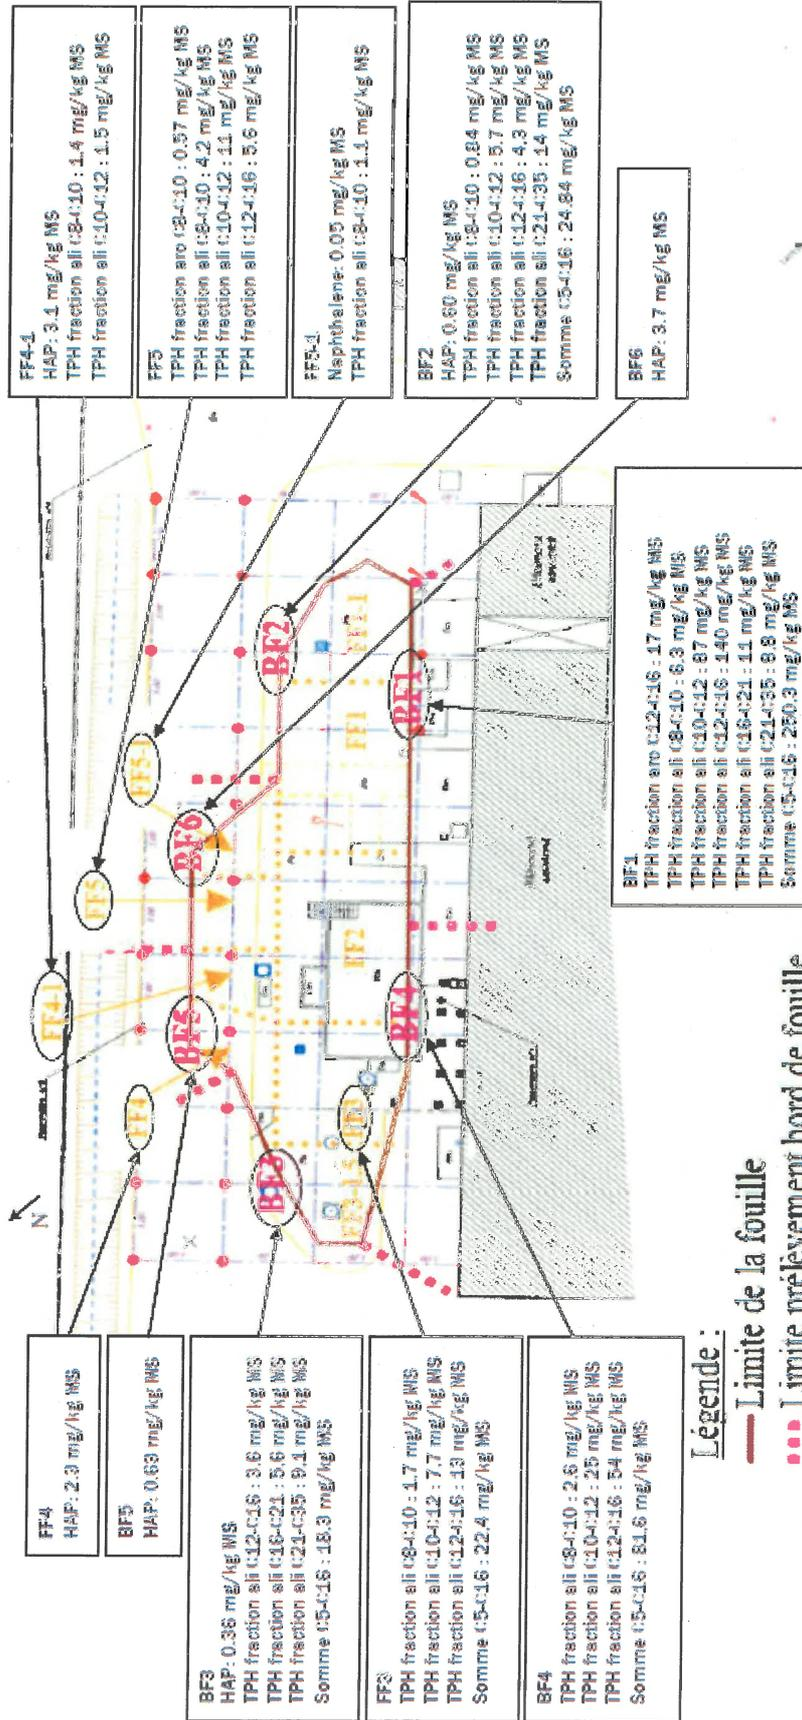 FF4
HAP: 2.9 mg/kg MS
BF5
HAP: 0.69 mg/kg MS
BF3
HAP: 0.36 mg/kg MS
TPH fraction ali C12-C16 : 3.6 mg/kg MS
TPH fraction ali C16-C21 : 5.6 mg/kg MS
TPH fraction ali C21-C35 : 9.1 mg/kg MS
Somme C5-C16 : 18.3 mg/kg MS
FF3
TPH fraction ali C8-C10 : 1.7 mg/kg MS
TPH fraction ali C10-C12 : 7.7 mg/kg MS
TPH fraction ali C12-C16 : 13 mg/kg MS
Somme C5-C16 : 22.4 mg/kg MS
BF4
TPH fraction ali C8-C10 : 2.6 mg/kg MS
TPH fraction ali C10-C12 : 25 mg/kg MS
TPH fraction ali C12-C16 : 54 mg/kg MS
Somme C5-C16 : 81.6 mg/kg MS
N
FF4
FF4-1
FF5
FF5-1
BF5
BF6
BF3
BF2
FF3
FF3-1
FF2
FF1
FF1-1
BF4
BF1
FF4-1
HAP: 3.1 mg/kg MS
TPH fraction ali C8-C10 : 1.4 mg/kg MS
TPH fraction ali C10-C12 : 1.5 mg/kg MS
FF5
TPH fraction aro C8-C10 : 0.57 mg/kg MS
TPH fraction ali C8-C10 : 4.2 mg/kg MS
TPH fraction ali C10-C12 : 11 mg/kg MS
TPH fraction ali C12-C16 : 5.6 mg/kg MS
FF5-1
Naphthalene: 0.05 mg/kg MS
TPH fraction ali C8-C10 : 1.1 mg/kg MS
BF2
HAP: 0.60 mg/kg MS
TPH fraction ali C8-C10 : 0.84 mg/kg MS
TPH fraction ali C10-C12 : 5.7 mg/kg MS
TPH fraction ali C12-C16 : 4.3 mg/kg MS
TPH fraction ali C21-C35 : 14 mg/kg MS
Somme C5-C16 : 24.84 mg/kg MS
BF6
HAP: 3.7 mg/kg MS
BF1
TPH fraction aro C12-C16 : 17 mg/kg MS
TPH fraction ali C8-C10 : 6.3 mg/kg MS
TPH fraction ali C10-C12 : 87 mg/kg MS
TPH fraction ali C12-C16 : 140 mg/kg MS
TPH fraction ali C16-C21 : 11 mg/kg MS
TPH fraction ali C21-C35 : 8.8 mg/kg MS
Somme C5-C16 : 250.3 mg/kg MS
Légende :
Limite de la fouille
Limite prélèvement bord de fouille